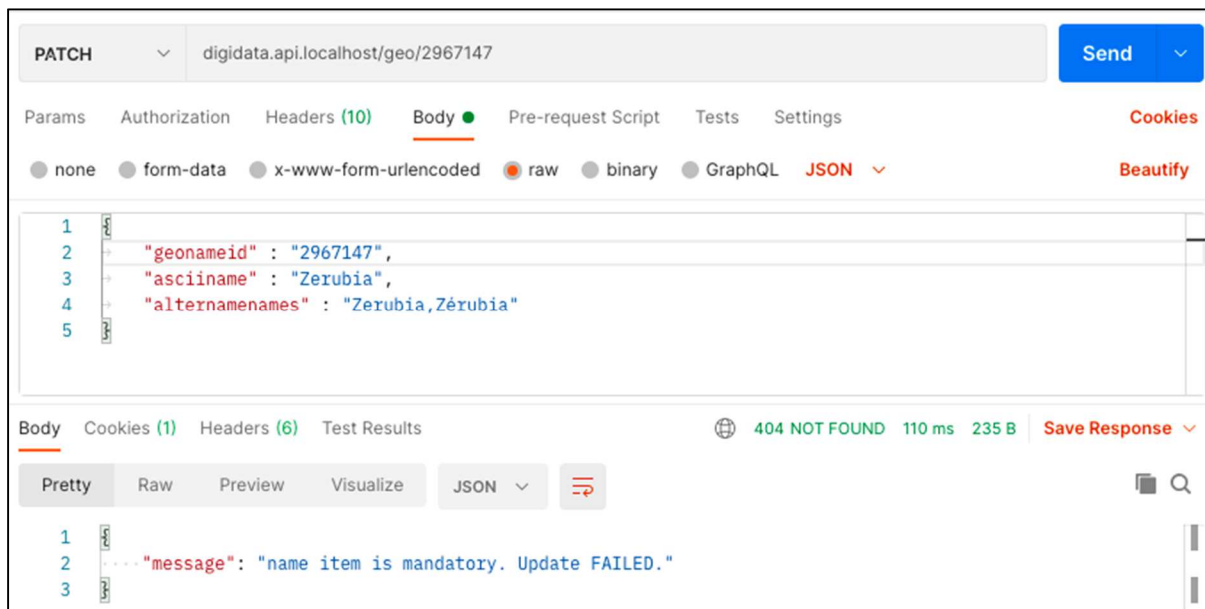 PATCH digidata.api.localhost/geo/2967147 Send
Params Authorization Headers (10) Body Pre-request Script Tests Settings Cookies
none form-data x-www-form-urlencoded raw binary GraphQL JSON Beautify
1 {
2 "geonameid" : "2967147",
3 "asciiname" : "Zerubia",
4 "alternamenames" : "Zerubia,Zérubia"
5 }
Body Cookies (1) Headers (6) Test Results 404 NOT FOUND 110 ms 235 B Save Response
Pretty Raw Preview Visualize JSON
1 {
2 "message": "name item is mandatory. Update FAILED."
3 }